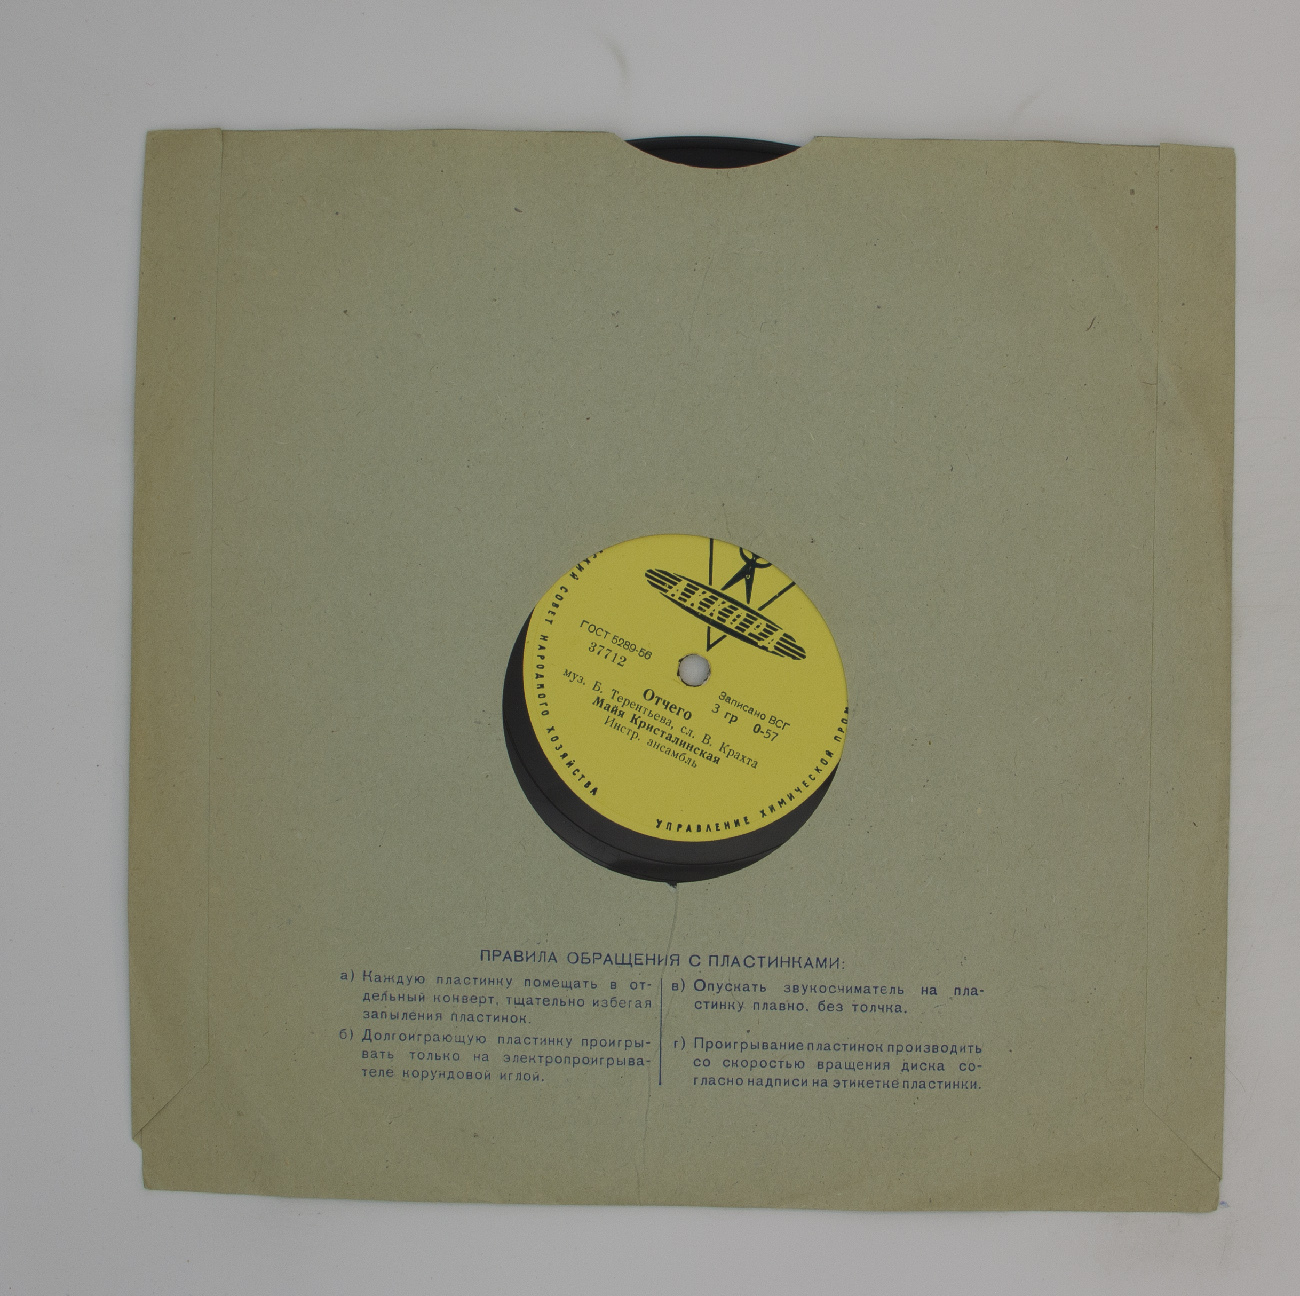 АККОРД
ГОСТ 5289-56
37712
Записано ВСГ
3 гр 0-57
Отчего
муз. Б. Терентьева, сл. В. Крахта
Майя Кристалинская
Инстр. ансамбль
СОВЕТ НАРОДНОГО ХОЗЯЙСТВА
УПРАВЛЕНИЕ ХИМИЧЕСКОЙ
ПРАВИЛА ОБРАЩЕНИЯ С ПЛАСТИНКАМИ:
а) Каждую пластинку помещать в от-
дельный конверт, тщательно избегая
запыления пластинок.
б) Долгоиграющую пластинку проигры-
вать только на электропроигрыва-
теле корундовой иглой.
в) Опускать звукосниматель на пла-
стинку плавно, без толчка.
г) Проигрывание пластинок производить
со скоростью вращения диска со-
гласно надписи на этикетке пластинки.